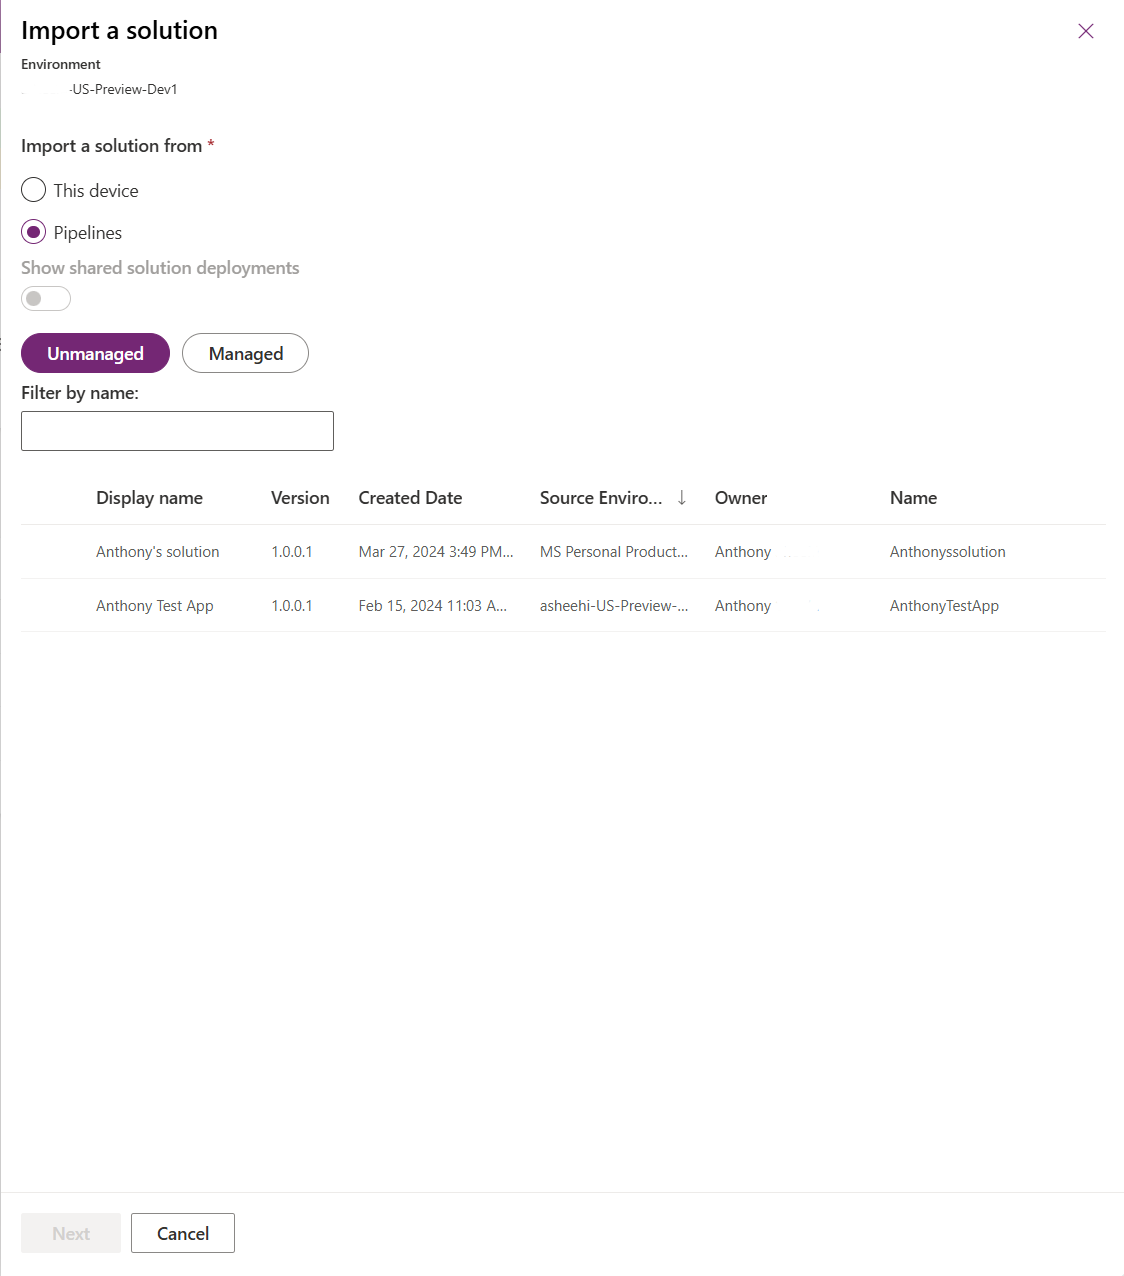 Import a solution
Environment
-US-Preview-Dev1
Import a solution from *
This device
Pipelines
Show shared solution deployments
Unmanaged Managed
Filter by name:
Display name Version Created Date Source Enviro... ↓ Owner Name
Anthony's solution 1.0.0.1 Mar 27, 2024 3:49 PM... MS Personal Product... Anthony Anthonyssolution
Anthony Test App 1.0.0.1 Feb 15, 2024 11:03 A... asheehi-US-Preview-... Anthony AnthonyTestApp
Next Cancel